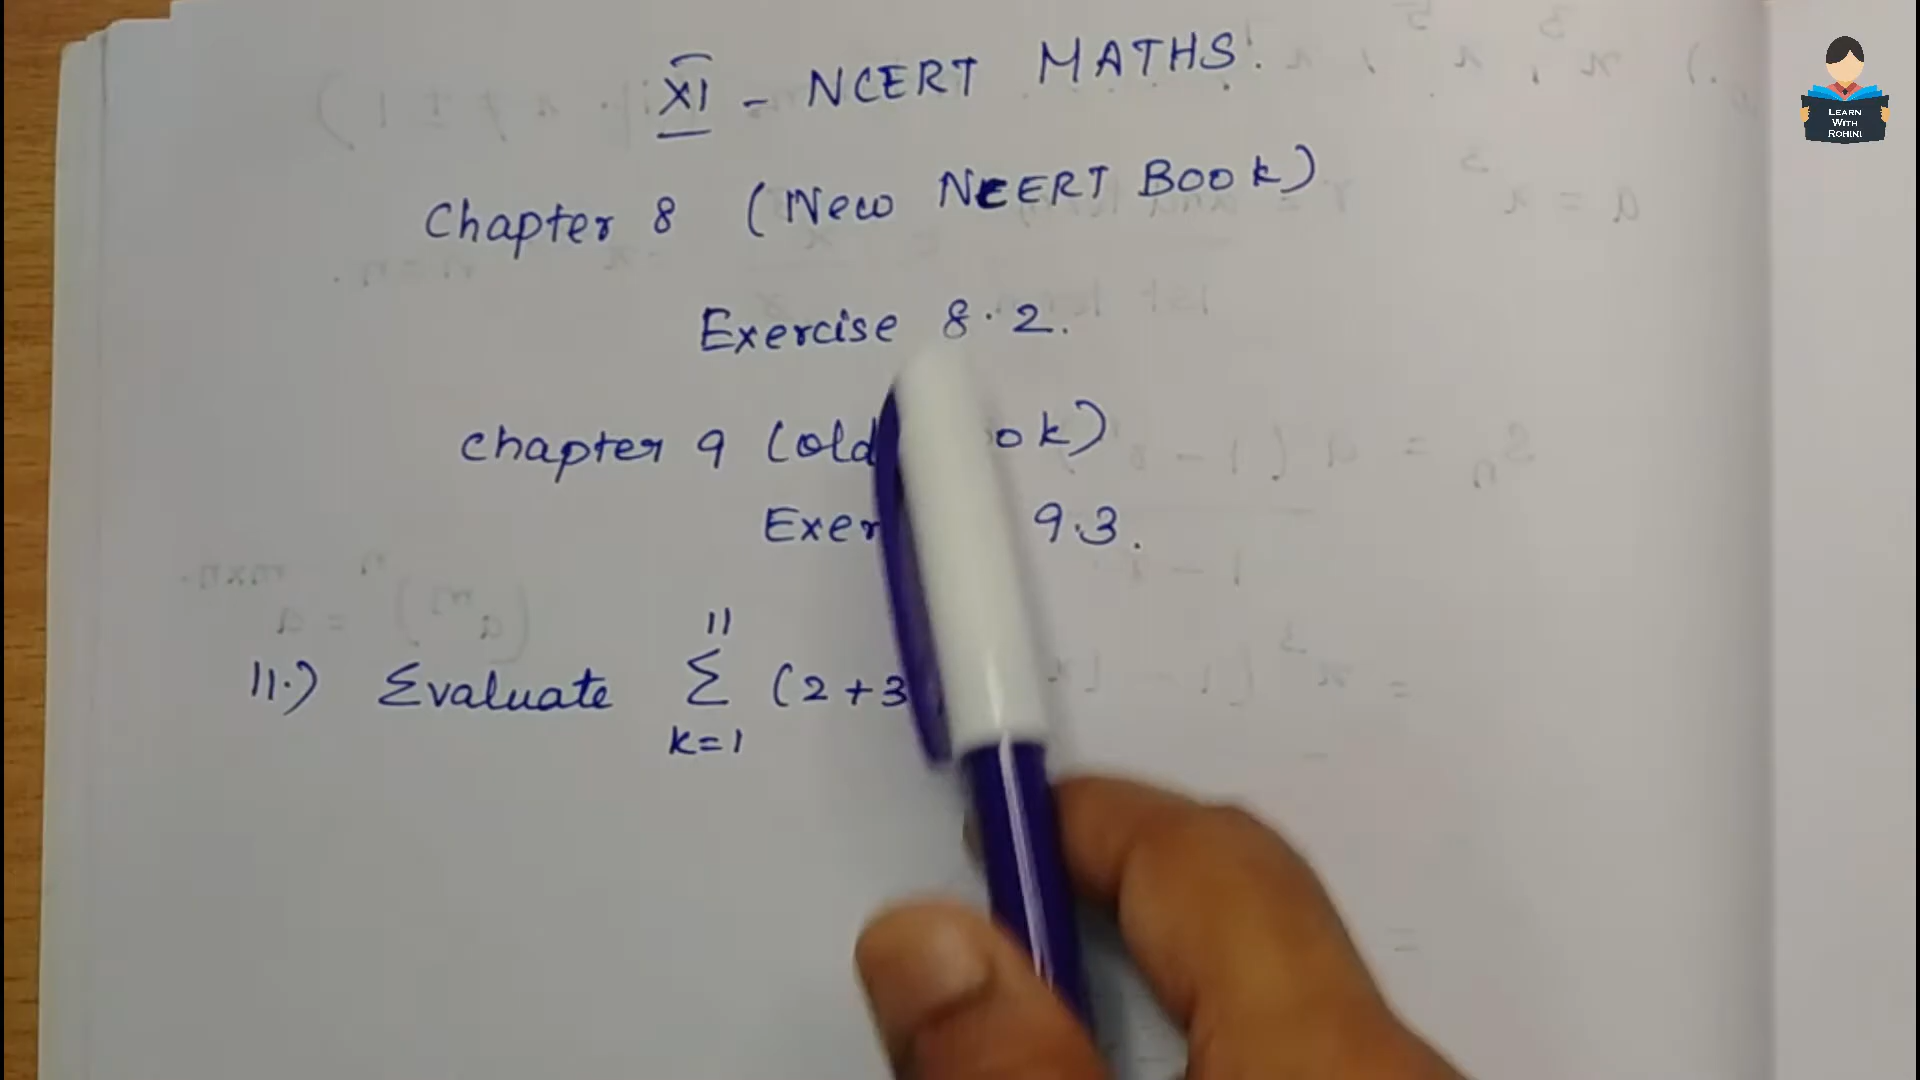 XI - NCERT MATHS!
Chapter 8 (New NCERT Book)
Exercise 8.2.
Chapter 9 (old ok)
Exer 9.3.
11
11.) Evaluate Σ (2+3
k=1
LEARN
WITH
ROHINI